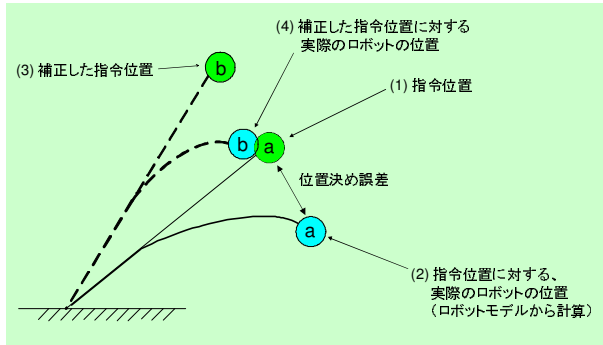 (4) 補正した指令位置に対する
実際のロボットの位置
(3) 補正した指令位置
b
(1) 指令位置
b
a
位置決め誤差
a
(2) 指令位置に対する、
実際のロボットの位置
（ロボットモデルから計算）